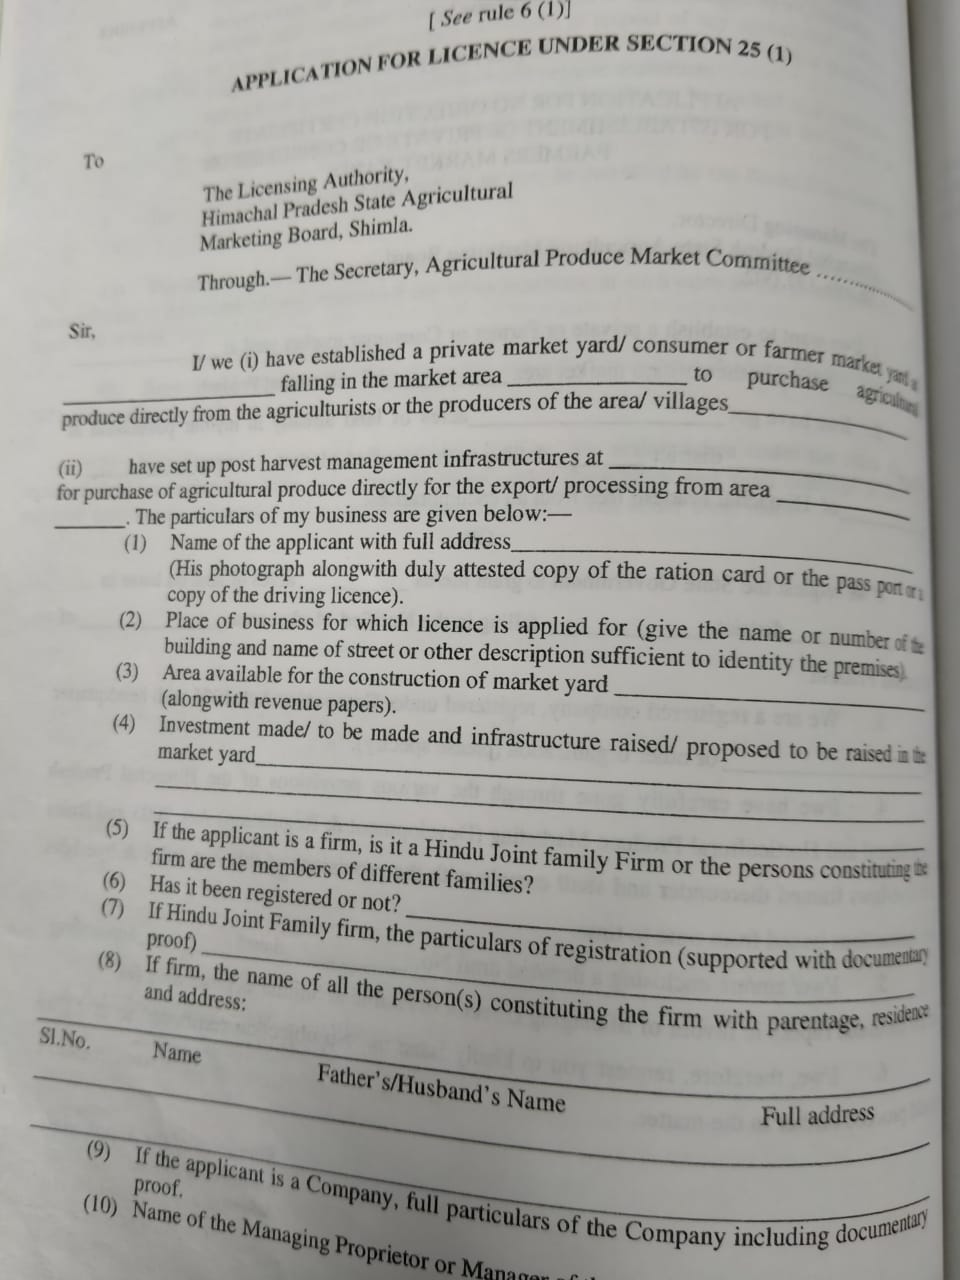 [ See rule 6 (1)]
APPLICATION FOR LICENCE UNDER SECTION 25 (1)
To
The Licensing Authority,
Himachal Pradesh State Agricultural
Marketing Board, Shimla.
Through.— The Secretary, Agricultural Produce Market Committee ..................
Sir,
I/ we (i) have established a private market yard/ consumer or farmer market yard
____________________ falling in the market area _________________ to purchase agricultural
produce directly from the agriculturists or the producers of the area/ villages_________________
(ii) have set up post harvest management infrastructures at ____________________________
for purchase of agricultural produce directly for the export/ processing from area ____________
_______. The particulars of my business are given below:—
(1) Name of the applicant with full address______________________________________
(His photograph alongwith duly attested copy of the ration card or the pass port or
copy of the driving licence).
(2) Place of business for which licence is applied for (give the name or number of the
building and name of street or other description sufficient to identity the premises).
(3) Area available for the construction of market yard _____________________________
(alongwith revenue papers).
(4) Investment made/ to be made and infrastructure raised/ proposed to be raised in the
market yard________________________________________________________________
(5) If the applicant is a firm, is it a Hindu Joint family Firm or the persons constituting the
firm are the members of different families?
(6) Has it been registered or not? ________________________________________________
(7) If Hindu Joint Family firm, the particulars of registration (supported with documentary
proof) ____________________________________________________________________
(8) If firm, the name of all the person(s) constituting the firm with parentage, residence
and address:
Sl.No. Name Father's/Husband's Name Full address
(9) If the applicant is a Company, full particulars of the Company including documentary
proof.
(10) Name of the Managing Proprietor or Manager of